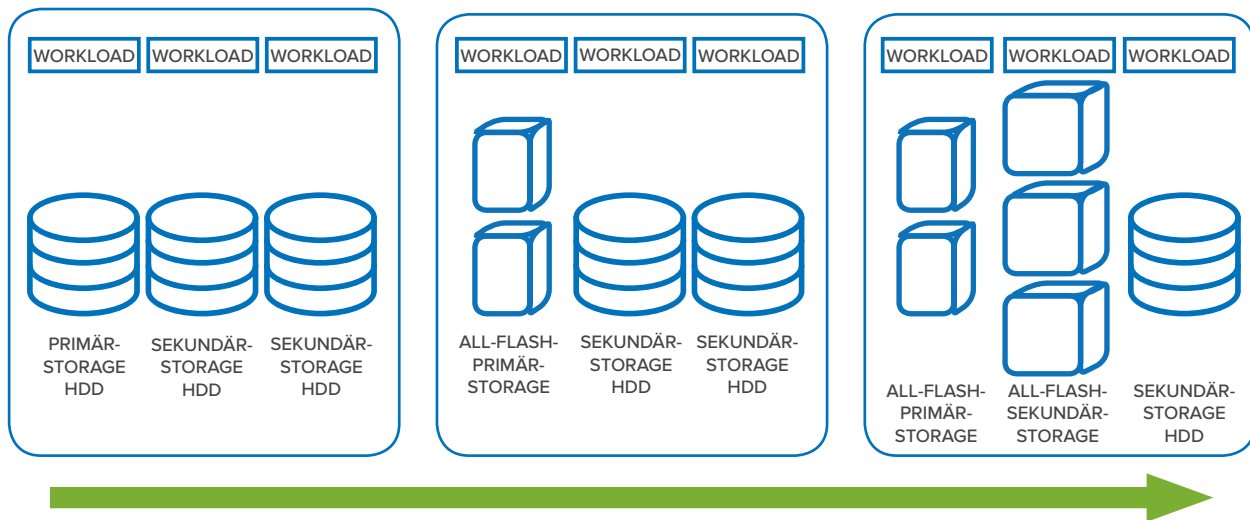 WORKLOAD WORKLOAD WORKLOAD
PRIMÄR-
STORAGE
HDD
SEKUNDÄR-
STORAGE
HDD
SEKUNDÄR-
STORAGE
HDD
WORKLOAD WORKLOAD WORKLOAD
ALL-FLASH-
PRIMÄR-
STORAGE
SEKUNDÄR-
STORAGE
HDD
SEKUNDÄR-
STORAGE
HDD
WORKLOAD WORKLOAD WORKLOAD
ALL-FLASH-
PRIMÄR-
STORAGE
ALL-FLASH-
SEKUNDÄR-
STORAGE
SEKUNDÄR-
STORAGE
HDD